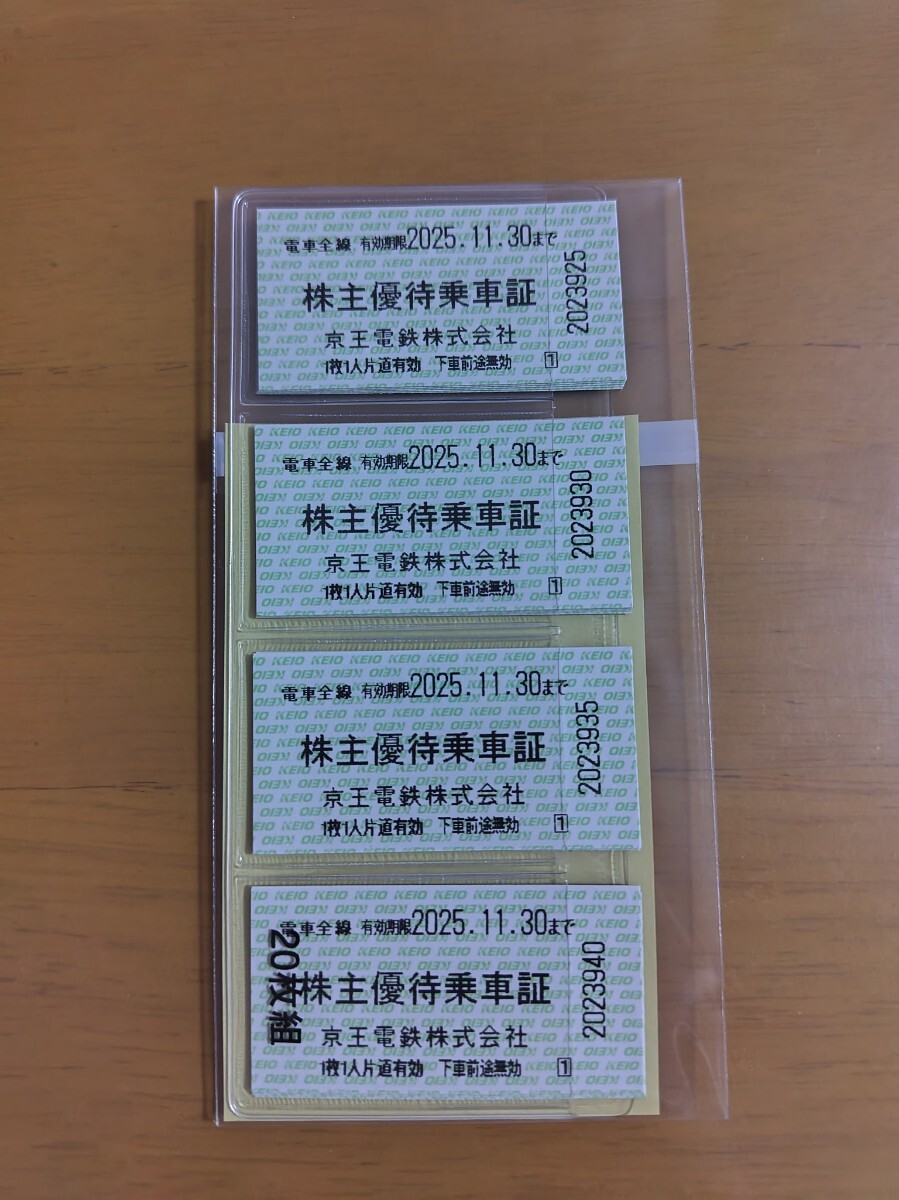 電車全線 有効期限2025.11.30まで
株主優待乗車証
京王電鉄株式会社
1枚1人片道有効 下車前途無効 1
2023925
電車全線 有効期限2025.11.30まで
株主優待乗車証
京王電鉄株式会社
1枚1人片道有効 下車前途無効 1
2023930
電車全線 有効期限2025.11.30まで
株主優待乗車証
京王電鉄株式会社
1枚1人片道有効 下車前途無効 1
2023935
電車全線 有効期限2025.11.30まで
株主優待乗車証
京王電鉄株式会社
1枚1人片道有効 下車前途無効 1
2023940
20枚組